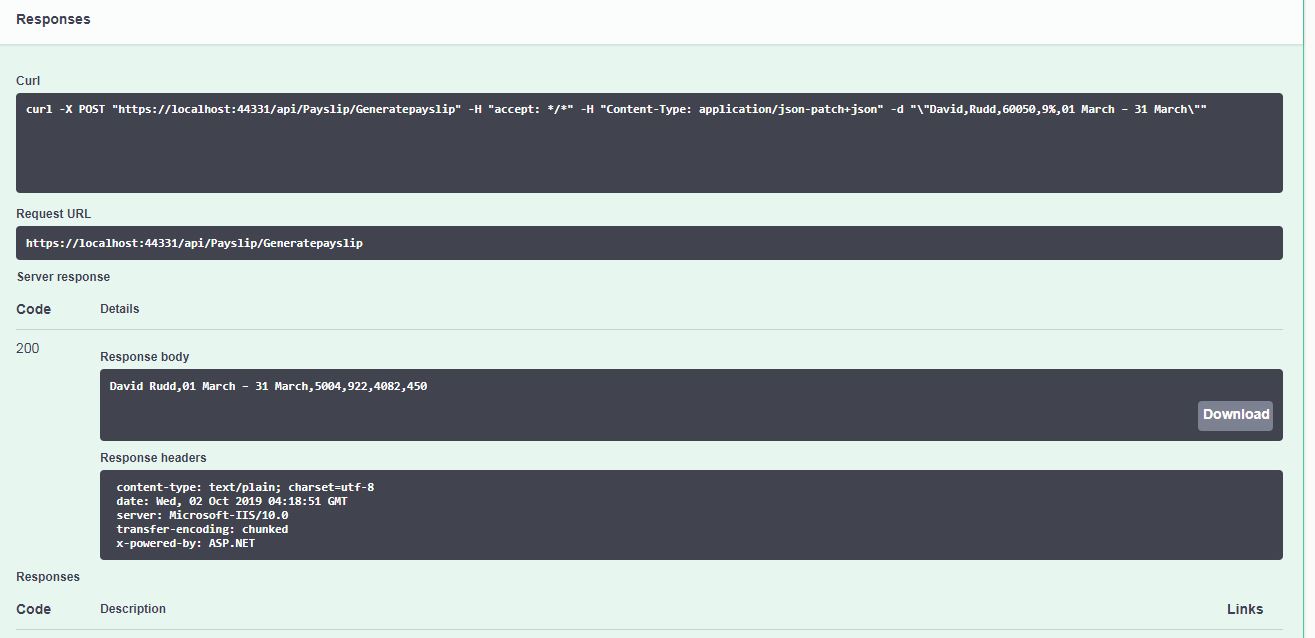 Responses
Curl
curl -X POST "https://localhost:44331/api/Payslip/Generatepayslip" -H "accept: */*" -H "Content-Type: application/json-patch+json" -d "\"David,Rudd,60050,9%,01 March – 31 March\""
Request URL
https://localhost:44331/api/Payslip/Generatepayslip
Server response
Code Details
200
Response body
David Rudd,01 March – 31 March,5004,922,4082,450
Download
Response headers
content-type: text/plain; charset=utf-8
date: Wed, 02 Oct 2019 04:18:51 GMT
server: Microsoft-IIS/10.0
transfer-encoding: chunked
x-powered-by: ASP.NET
Responses
Code Description Links